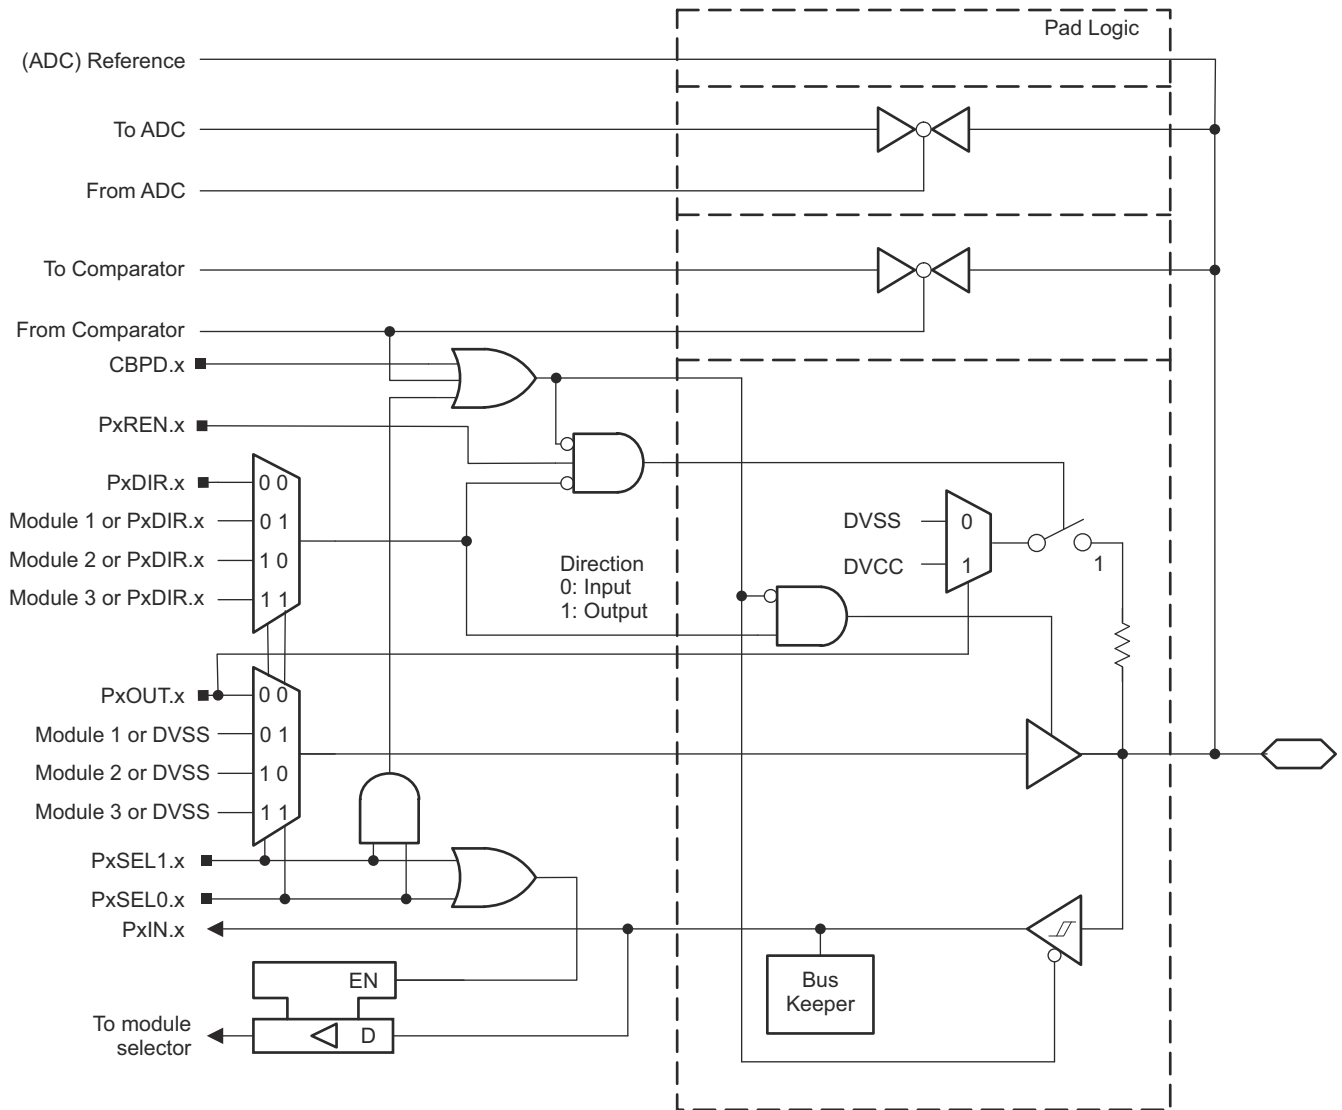 Pad Logic
(ADC) Reference
To ADC
From ADC
To Comparator
From Comparator
CBPD.x
PxREN.x
PxDIR.x
0 0
Module 1 or PxDIR.x
0 1
Module 2 or PxDIR.x
1 0
Module 3 or PxDIR.x
1 1
Direction
0: Input
1: Output
DVSS
0
DVCC
1
1
PxOUT.x
0 0
Module 1 or DVSS
0 1
Module 2 or DVSS
1 0
Module 3 or DVSS
1 1
PxSEL1.x
PxSEL0.x
PxIN.x
EN
D
To module
selector
Bus
Keeper